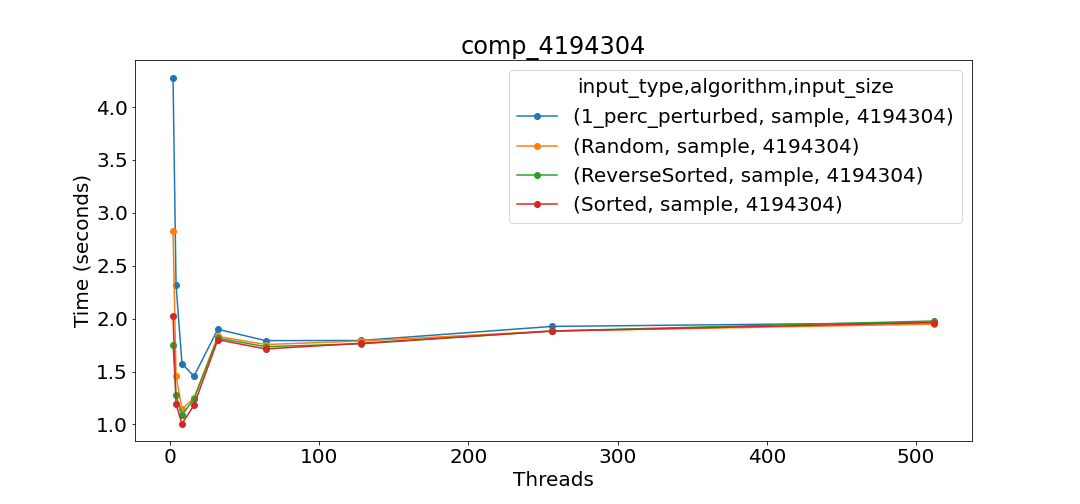 comp_4194304
input_type,algorithm,input_size
(1_perc_perturbed, sample, 4194304)
(Random, sample, 4194304)
(ReverseSorted, sample, 4194304)
(Sorted, sample, 4194304)
Time (seconds)
4.0
3.5
3.0
2.5
2.0
1.5
1.0
0 100 200 300 400 500
Threads